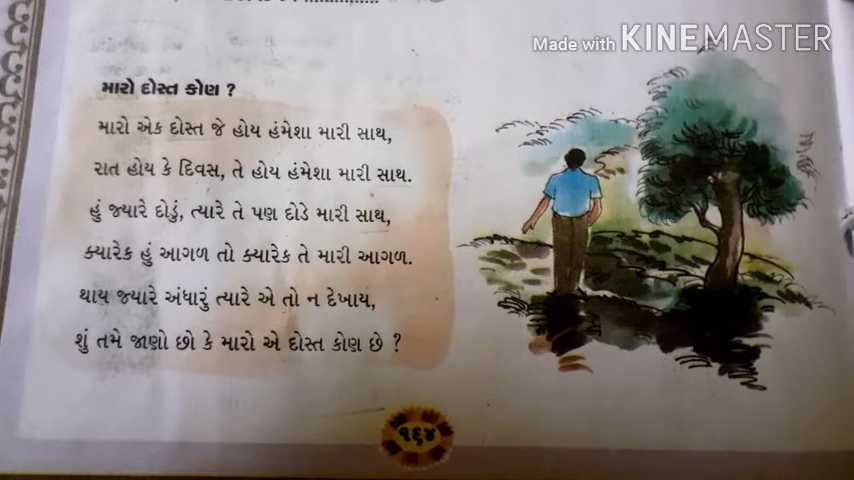 Made with KINEMASTER
મારો દોસ્ત કોણ ?
મારો એક દોસ્ત જે હોય હંમેશા મારી સાથ,
રાત હોય કે દિવસ, તે હોય હંમેશા મારી સાથ.
હું જ્યારે દોડું, ત્યારે તે પણ દોડે મારી સાથ,
ક્યારેક હું આગળ તો ક્યારેક તે મારી આગળ.
થાય જ્યારે અંધારું ત્યારે એ તો ન દેખાય,
શું તમે જાણો છો કે મારો એ દોસ્ત કોણ છે ?
૧૬૪